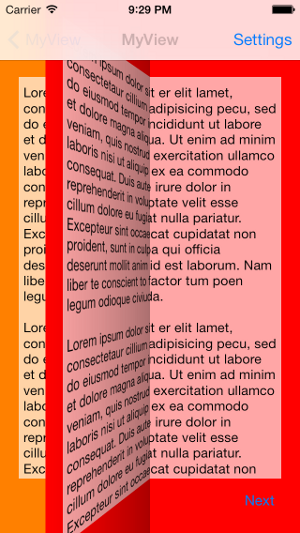 Carrier 9:29 PM
MyView MyView Settings
Lorem ipsum dolor sit er elit lamet,
consectetaur cillium adipisicing pecu, sed
do eiusmod tempor incididunt ut labore
et dolore magna aliqua. Ut enim ad minim
veniam, quis nostrud exercitation ullamco
laboris nisi ut aliquip ex ea commodo
consequat. Duis aute irure dolor in
reprehenderit in voluptate velit esse
cillum dolore eu fugiat nulla pariatur.
Excepteur sint occaecat cupidatat non
proident, sunt in culpa qui officia
deserunt mollit anim id est laborum. Nam
liber te conscient to factor tum poen
legum odioque civiuda.
Lorem ipsum dolor sit er elit lamet,
consectetaur cillium adipisicing pecu, sed
do eiusmod tempor incididunt ut labore
et dolore magna aliqua. Ut enim ad minim
veniam, quis nostrud exercitation ullamco
laboris nisi ut aliquip ex ea commodo
consequat. Duis aute irure dolor in
reprehenderit in voluptate velit esse
cillum dolore eu fugiat nulla pariatur.
Excepteur sint occaecat cupidatat non
Next